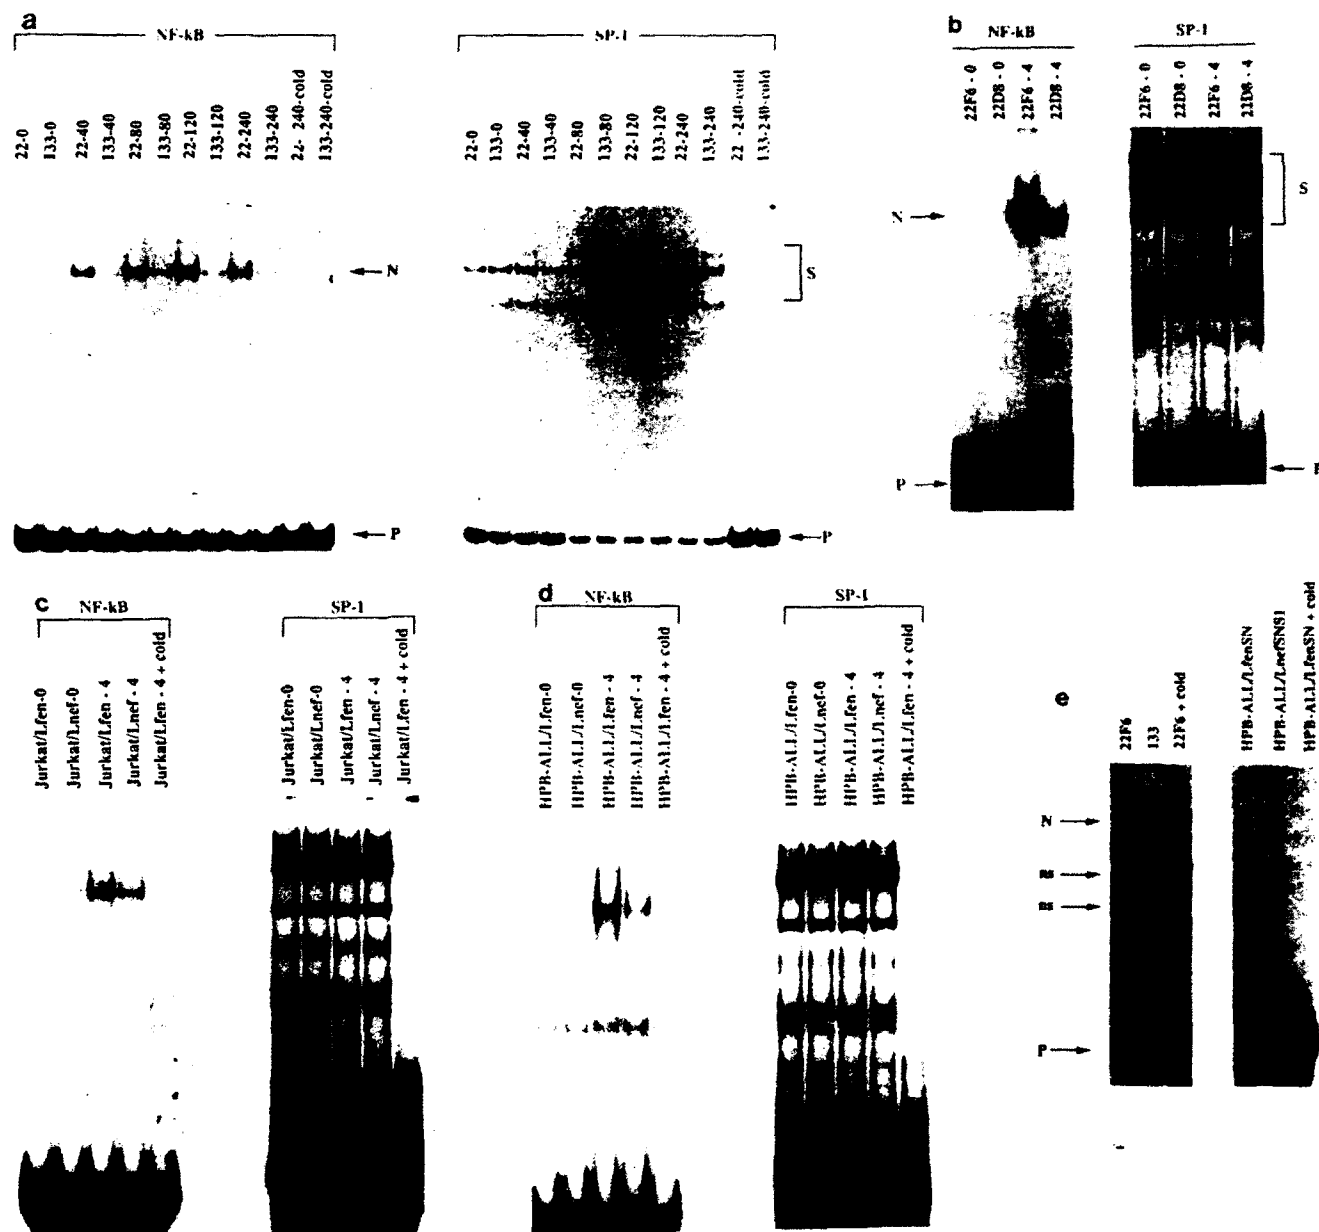 a
NF-kB
22-0
133-0
22-40
133-40
22-80
133-80
22-120
133-120
22-240
133-240
22- 240-cold
133-240-cold
N
P
SP-1
22-0
133-0
22-40
133-40
22-80
133-80
22-120
133-120
22-240
133-240
22 -240-cold
133-240-cold
S
P
b
NF-kB
22F6 - 0
22D8 - 0
22F6 - 4
22D8 - 4
N
P
SP-1
22F6 - 0
22D8 - 0
22F6 - 4
22D8 - 4
S
c
NF-kB
Jurkat/Lfen-0
Jurkat/Lnef-0
Jurkat/Lfen - 4
Jurkat/Lnef - 4
Jurkat/Lfen - 4 + cold
SP-1
Jurkat/Lfen-0
Jurkat/Lnef-0
Jurkat/Lfen - 4
Jurkat/Lnef - 4
Jurkat/Lfen - 4 + cold
d
NF-kB
HPB-ALL/Lfen-0
HPB-ALL/Lnef-0
HPB-ALL/Lfen - 4
HPB-ALL/Lnef - 4
HPB-ALL/Lfen - 4 + cold
SP-1
HPB-ALL/Lfen-0
HPB-ALL/Lnef-0
HPB-ALL/Lfen - 4
HPB-ALL/Lnef - 4
HPB-ALL/Lfen - 4 + cold
e
22F6
133
22F6 + cold
HPB-ALL/LfenSN
HPB-ALL/LnefSNS1
HPB-ALL/LfenSN + cold
N
ns
ns
P